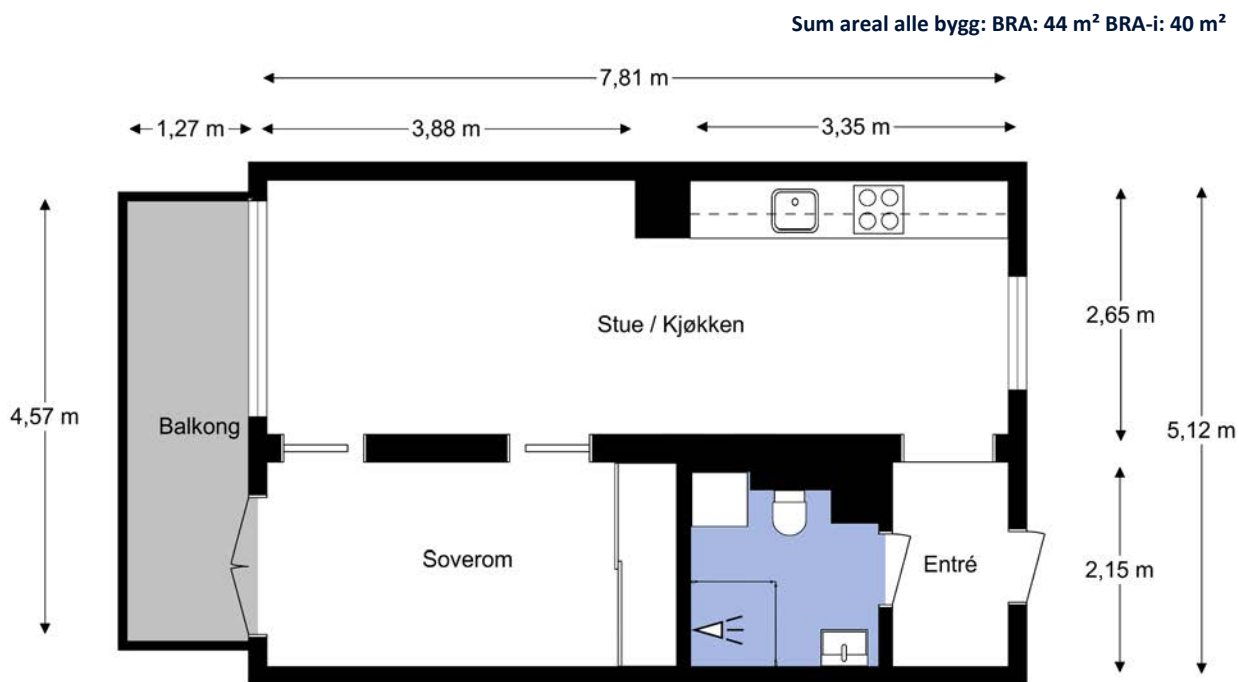 Sum areal alle bygg: BRA: 44 m² BRA-i: 40 m²
7,81 m
1,27 m
3,88 m
3,35 m
Stue / Kjøkken
2,65 m
4,57 m
Balkong
5,12 m
Soverom
Entré
2,15 m